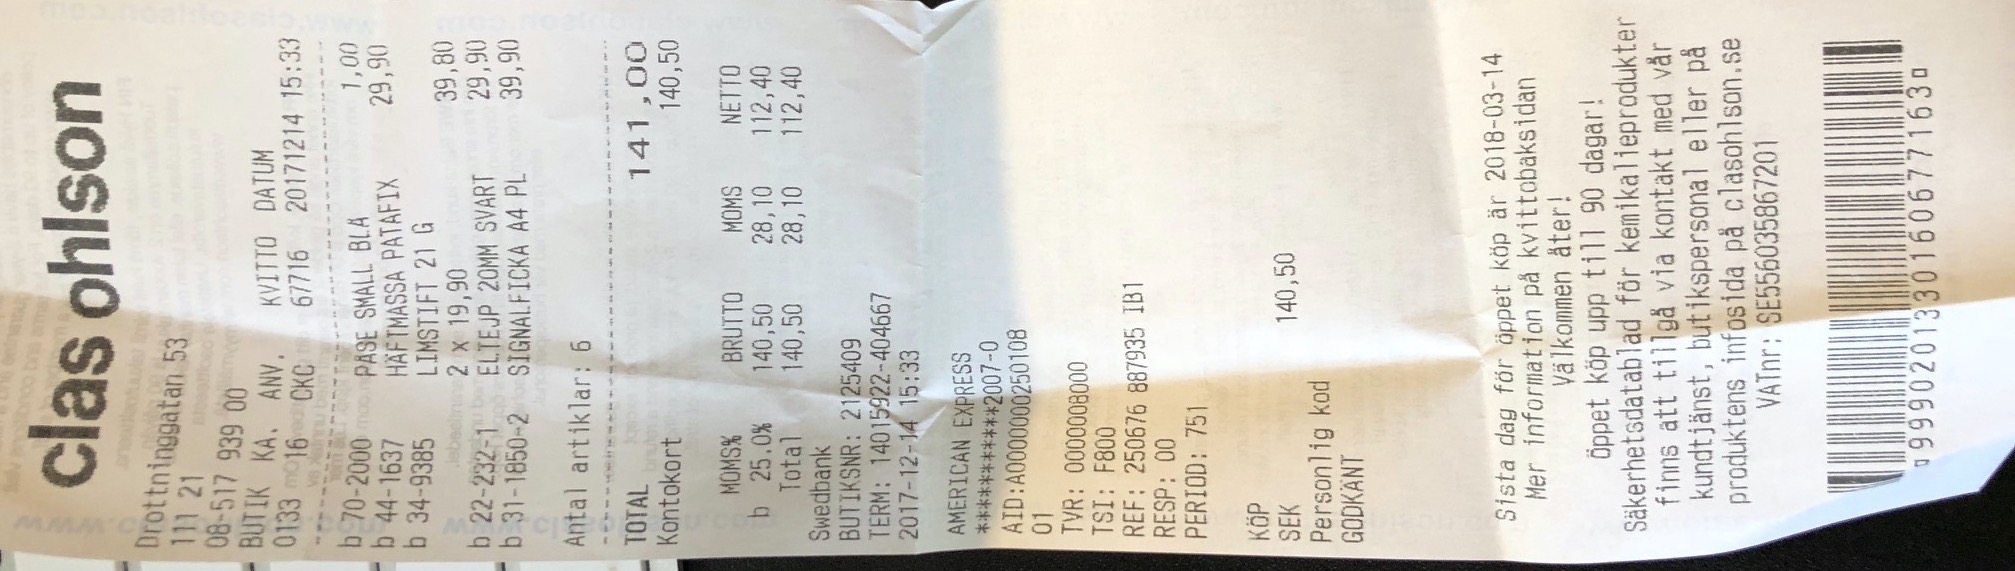 clas ohlson
Drottninggatan 53
111 21
08-517 939 00
BUTIK KA. ANV. KVITTO DATUM
0133 16 CKC 67716 20171214 15:33
b 70-2000 PÅSE SMALL BLÅ 1,00
b 44-1637 HÄFTMASSA PATAFIX 29,90
b 34-9385 LIMSTIFT 21 G
2 x 19,90 39,80
b 22-232-1 ELTEJP 20MM SVART 29,90
b 31-1850-2 SIGNALFICKA A4 PL 39,90
Antal artiklar: 6
TOTAL 141,00
Kontokort 140,50
MOMS% BRUTTO MOMS NETTO
b 25.0% 140,50 28,10 112,40
Total 140,50 28,10 112,40
Swedbank
BUTIKSNR: 2125409
TERM: 14015922-404667
2017-12-14 15:33
AMERICAN EXPRESS
***********2007-0
AID:A0000000250108
01
TVR: 0000008000
TSI: F800
REF: 250676 887935 IB1
RESP: 00
PERIOD: 751
KÖP
SEK 140,50
Personlig kod
GODKÄNT
Sista dag för öppet köp är 2018-03-14
Mer information på kvittobaksidan
Välkommen åter!
öppet köp upp till 90 dagar!
Säkerhetsdatablad för kemikalieprodukter
finns att tillgå via kontakt med vår
kundtjänst, butikspersonal eller på
produktens infosida på clasohlson.se
VATnr: SE556035867201
¤99902013301606771630¤